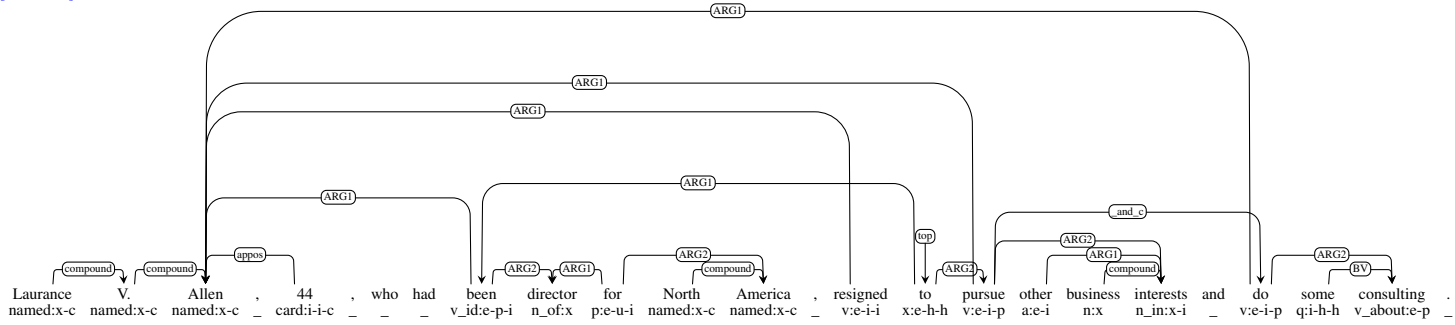 ARG1
ARG1
ARG1
ARG1
ARG1
_and_c
top
appos ARG2 ARG2 ARG2
compound compound ARG2 ARG1 compound ARG2 ARG1 compound BV
Laurance V. Allen , 44 , who had been director for North America , resigned to pursue other business interests and do some consulting .
named:x-c named:x-c named:x-c _ card:i-i-c _ _ _ v_id:e-p-i n_of:x p:e-u-i named:x-c named:x-c _ v:e-i-i x:e-h-h v:e-i-p a:e-i n:x n_in:x-i _ v:e-i-p q:i-h-h v_about:e-p _